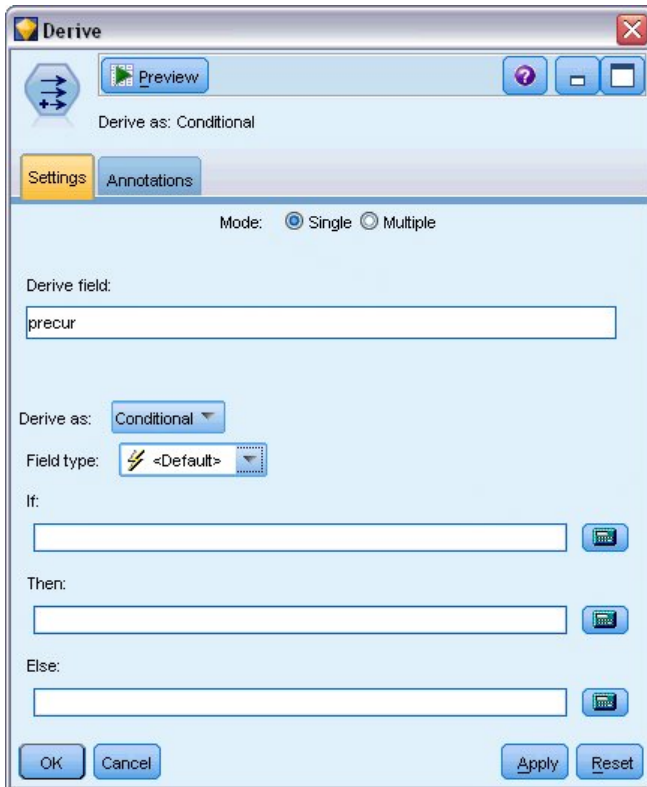 Derive
Preview
Derive as: Conditional
Settings Annotations
Mode: Single Multiple
Derive field:
precur
Derive as: Conditional
Field type: <Default>
If:
Then:
Else:
OK Cancel Apply Reset